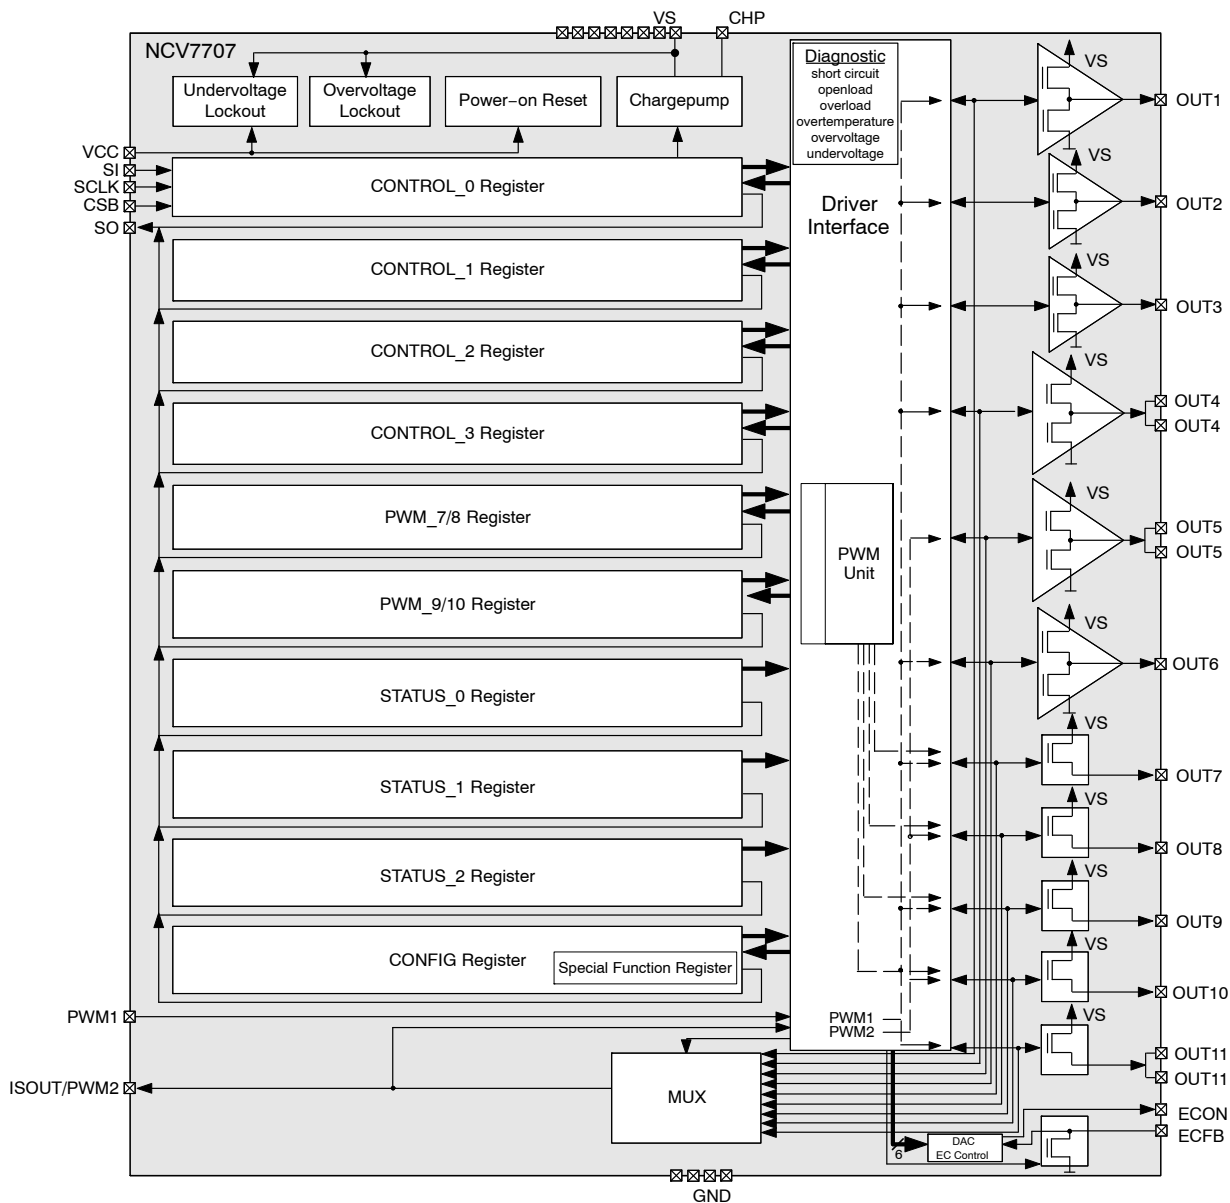 VS
CHP
NCV7707
Undervoltage
Lockout
Overvoltage
Lockout
Power−on Reset
Chargepump
Diagnostic
short circuit
openload
overload
overtemperature
overvoltage
undervoltage
VS
OUT1
VCC
SI
SCLK
CSB
SO
CONTROL_0 Register
Driver
Interface
VS
OUT2
CONTROL_1 Register
VS
OUT3
CONTROL_2 Register
VS
OUT4
OUT4
CONTROL_3 Register
VS
OUT5
OUT5
PWM_7/8 Register
PWM
Unit
PWM_9/10 Register
VS
OUT6
STATUS_0 Register
VS
OUT7
STATUS_1 Register
VS
OUT8
STATUS_2 Register
VS
OUT9
CONFIG Register
Special Function Register
VS
OUT10
PWM1
PWM1
PWM2
VS
OUT11
OUT11
ISOUT/PWM2
MUX
6
DAC
EC Control
ECON
ECFB
GND